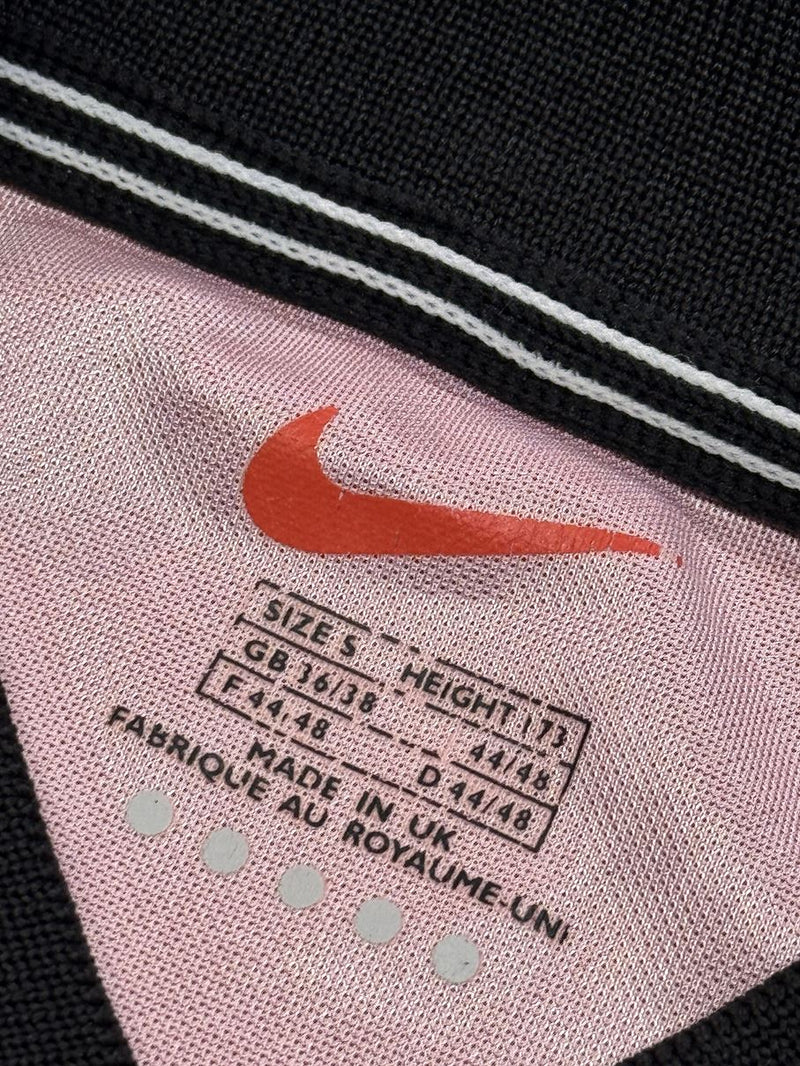 SIZE S HEIGHT 173
GB 36/38 44/48
F 44/48 D 44/48
MADE IN UK
FABRIQUE AU ROYAUME-UNI